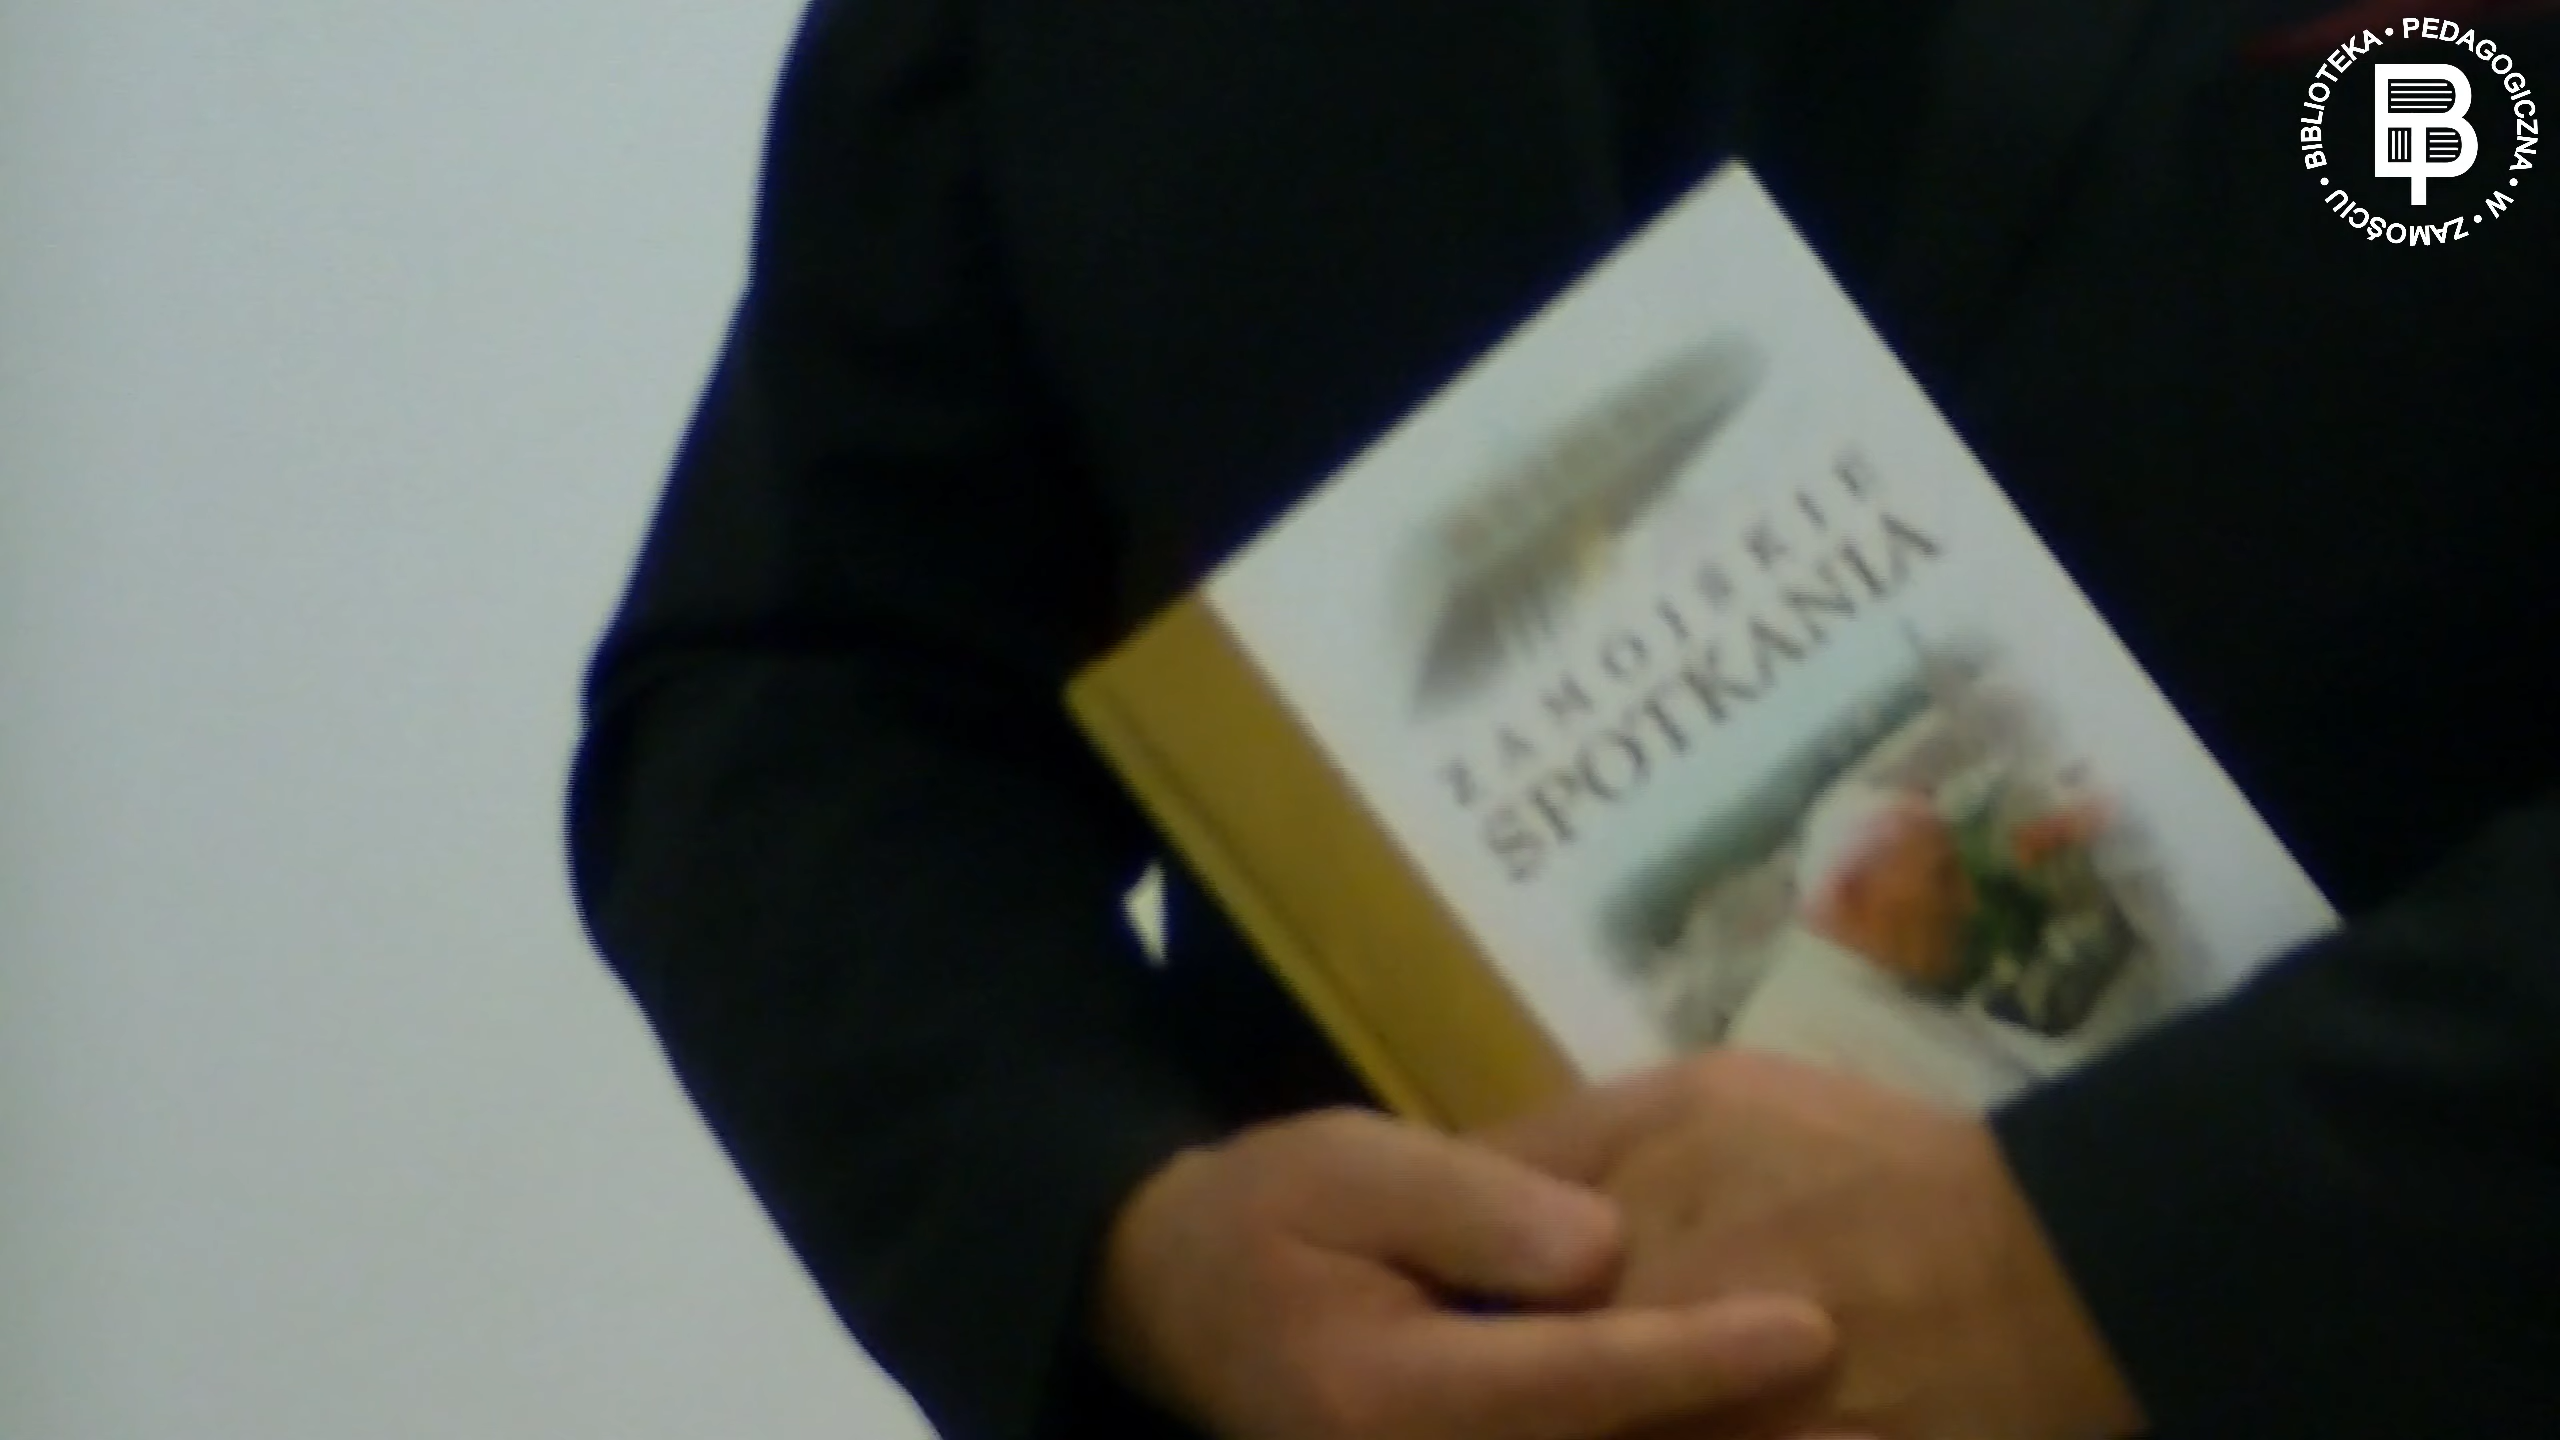 BIBLIOTEKA • PEDAGOGICZNA • W • ZAMOŚCIU •
ZAMOJSKIE
SPOTKANIA